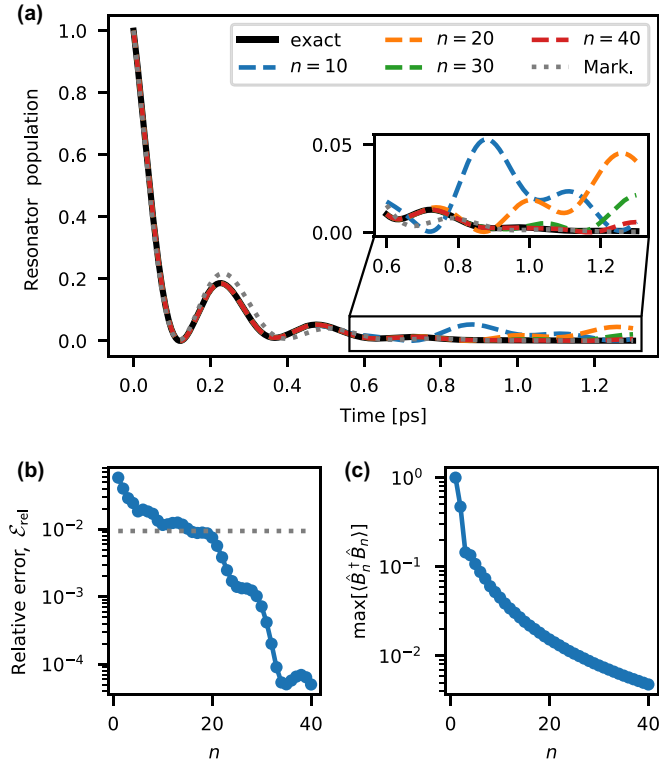 (a)
exact
n = 10
n = 20
n = 30
n = 40
Mark.
Resonator population
1.0
0.8
0.6
0.4
0.2
0.0
0.05
0.00
0.6 0.8 1.0 1.2
0.0 0.2 0.4 0.6 0.8 1.0 1.2
Time [ps]
(b)
Relative error, ℰrel
10⁻²
10⁻³
10⁻⁴
0 20 40
n
(c)
max[⟨B̂ₙ†B̂ₙ⟩]
10⁰
10⁻¹
10⁻²
0 20 40
n